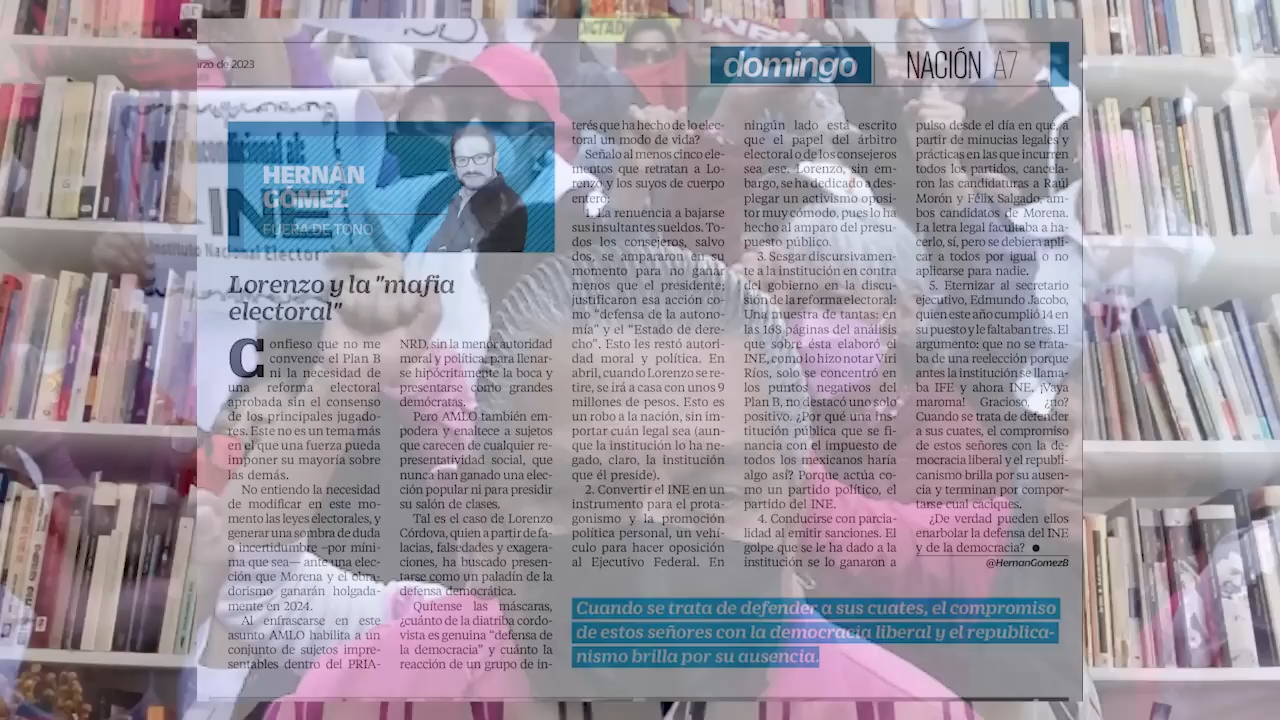 DICTAD
INE
Instituto Nacional Elector
arzo de 2023
domingo
NACIÓN A7
HERNÁN
GÓMEZ
FUERA DE TONO
Lorenzo y la "mafia
electoral"
Confieso que no me
convence el Plan B
ni la necesidad de
una reforma electoral
aprobada sin el consenso
de los principales jugado-
res. Este no es un tema más
en el que una fuerza pueda
imponer su mayoría sobre
las demás.
No entiendo la necesidad
de modificar en este mo-
mento las leyes electorales, y
generar una sombra de duda
o incertidumbre –por míni-
ma que sea— ante una elec-
ción que Morena y el obra-
dorismo ganarán holgada-
mente en 2024.
Al enfrascarse en este
asunto AMLO habilita a un
conjunto de sujetos impre-
sentables dentro del PRIA-
NRD, sin la menor autoridad
moral y política, para llenar-
se hipócritamente la boca y
presentarse como grandes
demócratas.
Pero AMLO también em-
podera y enaltece a sujetos
que carecen de cualquier re-
presentatividad social, que
nunca han ganado una elec-
ción popular ni para presidir
su salón de clases.
Tal es el caso de Lorenzo
Córdova, quien a partir de fa-
lacias, falsedades y exagera-
ciones, ha buscado presen-
tarse como un paladín de la
defensa democrática.
Quítense las máscaras,
¿cuánto de la diatriba cordo-
vista es genuina "defensa de
la democracia" y cuánto la
reacción de un grupo de in-
terés que ha hecho de lo elec-
toral un modo de vida?
Señalo al menos cinco ele-
mentos que retratan a Lo-
renzo y los suyos de cuerpo
entero:
1. La renuencia a bajarse
sus insultantes sueldos. To-
dos los consejeros, salvo
dos, se ampararon en su
momento para no ganar
menos que el presidente;
justificaron esa acción co-
mo "defensa de la autono-
mía" y el "Estado de dere-
cho". Esto les restó autori-
dad moral y política. En
abril, cuando Lorenzo se re-
tire, se irá a casa con unos 9
millones de pesos. Esto es
un robo a la nación, sin im-
portar cuán legal sea (aun-
que la institución lo ha ne-
gado, claro, la institución
que él preside).
2. Convertir el INE en un
instrumento para el prota-
gonismo y la promoción
política personal, un vehí-
culo para hacer oposición
al Ejecutivo Federal. En
ningún lado está escrito
que el papel del árbitro
electoral o de los consejeros
sea ese. Lorenzo, sin em-
bargo, se ha dedicado a des-
plegar un activismo oposi-
tor muy cómodo, pues lo ha
hecho al amparo del presu-
puesto público.
3. Sesgar discursivamen-
te a la institución en contra
del gobierno en la discu-
sión de la reforma electoral:
Una muestra de tantas: en
las 168 páginas del análisis
que sobre ésta elaboró el
INE, como lo hizo notar Viri
Ríos, solo se concentró en
los puntos negativos del
Plan B, no destacó uno solo
positivo. ¿Por qué una ins-
titución pública que se fi-
nancia con el impuesto de
todos los mexicanos haría
algo así? Porque actúa co-
mo un partido político, el
partido del INE.
4. Conducirse con parcia-
lidad al emitir sanciones. El
golpe que se le ha dado a la
institución se lo ganaron a
pulso desde el día en que, a
partir de minucias legales y
prácticas en las que incurren
todos los partidos, cancela-
ron las candidaturas a Raúl
Morón y Félix Salgado, am-
bos candidatos de Morena.
La letra legal facultaba a ha-
cerlo, sí, pero se debiera apli-
car a todos por igual o no
aplicarse para nadie.
5. Eternizar al secretario
ejecutivo, Edmundo Jacobo,
quien este año cumplió 14 en
su puesto y le faltaban tres. El
argumento: que no se trata-
ba de una reelección porque
antes la institución se llama-
ba IFE y ahora INE. ¡Vaya
maroma! Gracioso, ¿no?
Cuando se trata de defender
a sus cuates, el compromiso
de estos señores con la de-
mocracia liberal y el republi-
canismo brilla por su ausen-
cia y terminan por compor-
tarse cual caciques.
¿De verdad pueden ellos
enarbolar la defensa del INE
y de la democracia? ●
@HernanGomezB
Cuando se trata de defender a sus cuates, el compromiso
de estos señores con la democracia liberal y el republica-
nismo brilla por su ausencia.